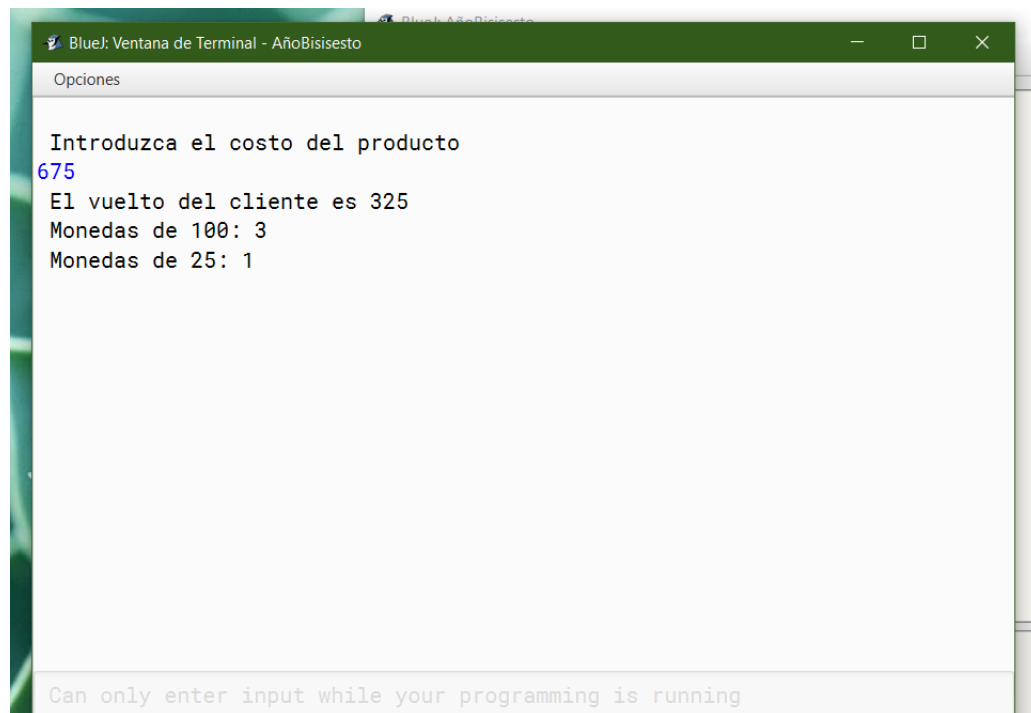 BlueJ: AñoBisisesto
BlueJ: Ventana de Terminal - AñoBisisesto
Opciones
Introduzca el costo del producto
675
El vuelto del cliente es 325
Monedas de 100: 3
Monedas de 25: 1
Can only enter input while your programming is running